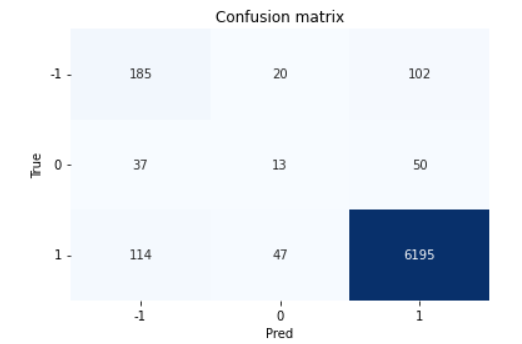 Confusion matrix
-1 185 20 102
True
0 37 13 50
1 114 47 6195
-1 0 1
Pred